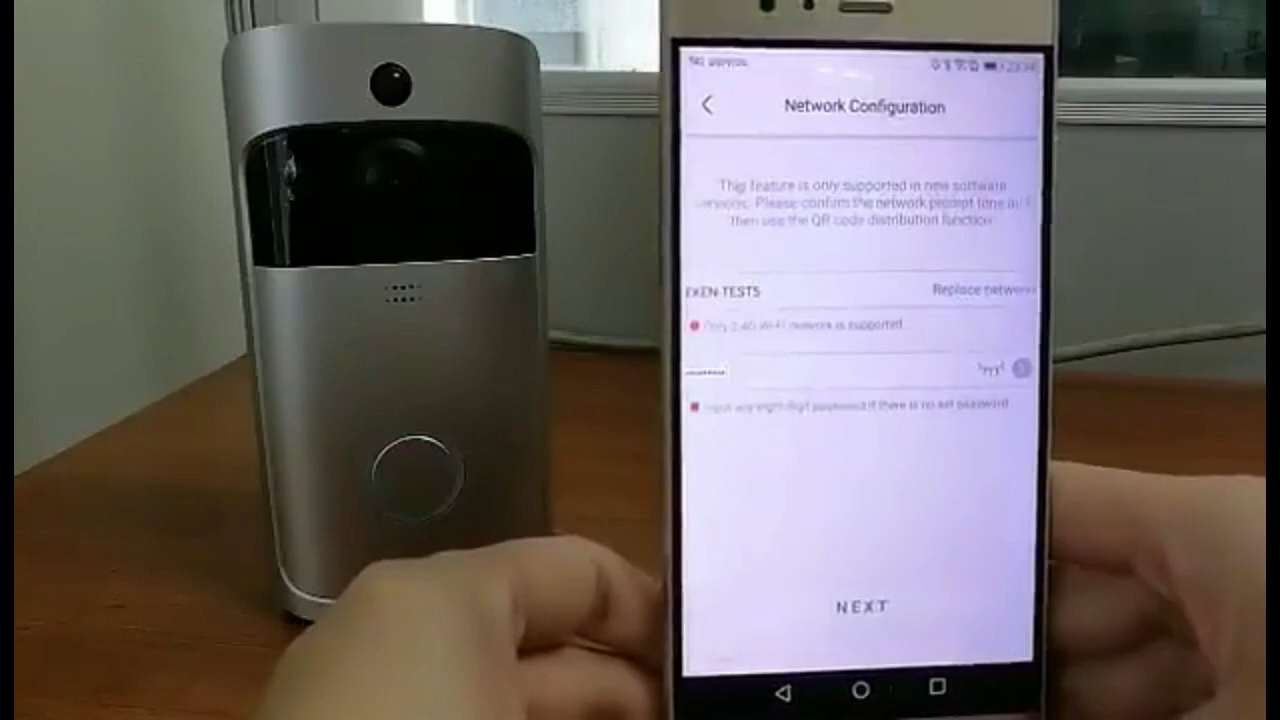 Network Configuration
This feature is only supported in new software
versions. Please confirm the network prompt tone and
then use the QR code distribution function
EKEN-TEST5
Replace network
Only 2.4G Wi-Fi network is supported
Input any eight-digit password if there is no set password
NEXT